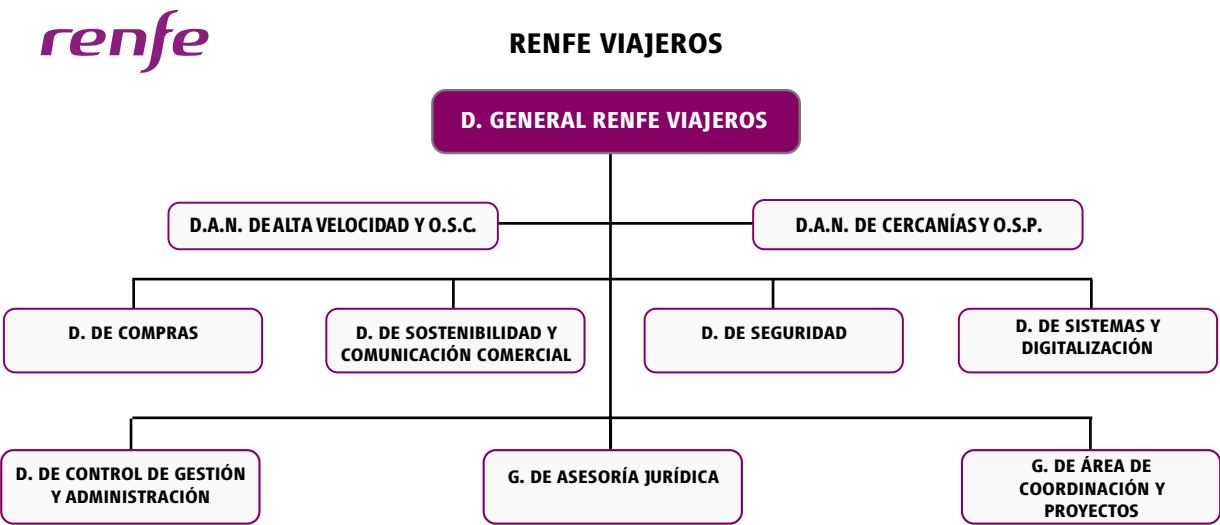 renfe
RENFE VIAJEROS
D. GENERAL RENFE VIAJEROS
D.A.N. DE ALTA VELOCIDAD Y O.S.C.
D.A.N. DE CERCANÍAS Y O.S.P.
D. DE COMPRAS
D. DE SOSTENIBILIDAD Y
COMUNICACIÓN COMERCIAL
D. DE SEGURIDAD
D. DE SISTEMAS Y
DIGITALIZACIÓN
D. DE CONTROL DE GESTIÓN
Y ADMINISTRACIÓN
G. DE ASESORÍA JURÍDICA
G. DE ÁREA DE
COORDINACIÓN Y
PROYECTOS